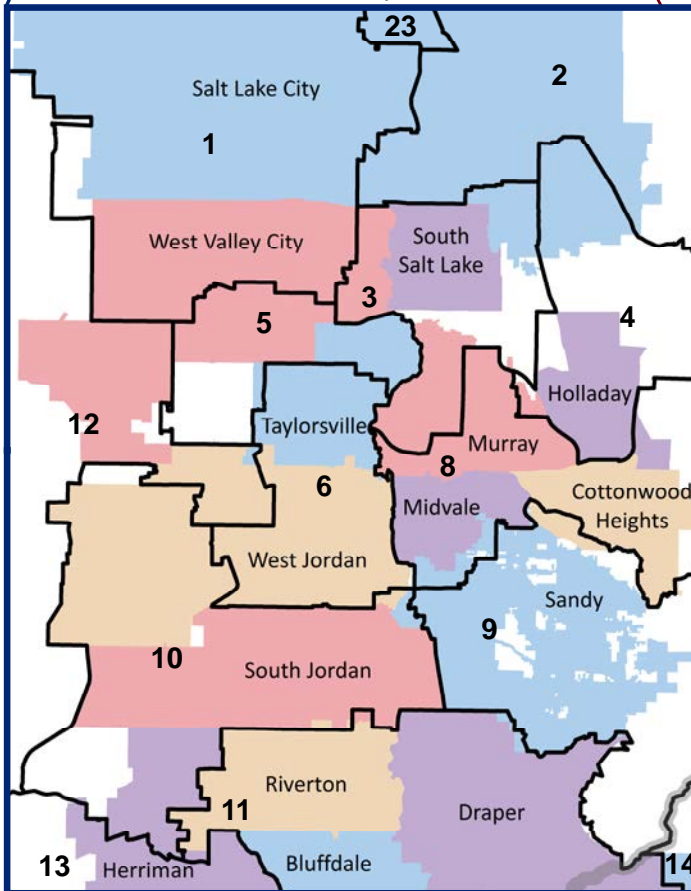 23
2
Salt Lake City
1
West Valley City
South
Salt Lake
3
5
4
Holladay
12
Taylorsville
Murray
8
6
Midvale
Cottonwood
Heights
West Jordan
Sandy
9
10
South Jordan
Riverton
11
Draper
13
Herriman
Bluffdale
14